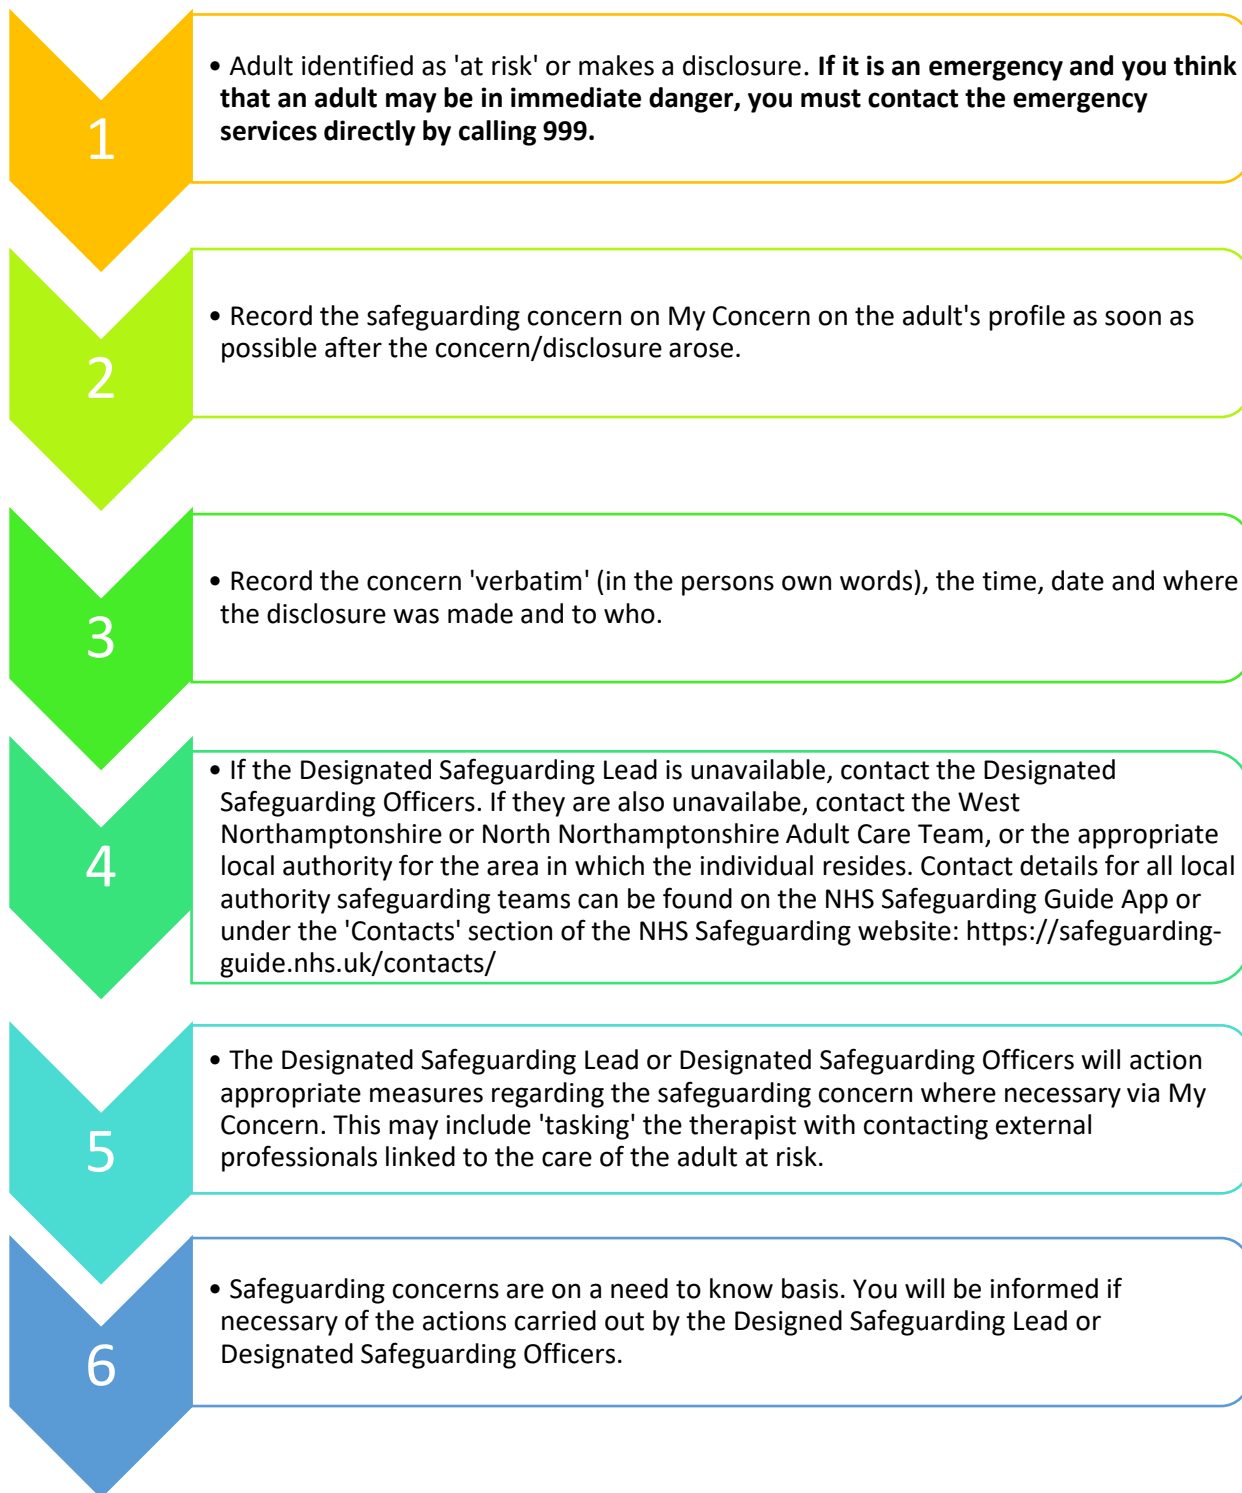 1
• Adult identified as 'at risk' or makes a disclosure. If it is an emergency and you think
that an adult may be in immediate danger, you must contact the emergency
services directly by calling 999.
2
• Record the safeguarding concern on My Concern on the adult's profile as soon as
possible after the concern/disclosure arose.
3
• Record the concern 'verbatim' (in the persons own words), the time, date and where
the disclosure was made and to who.
4
• If the Designated Safeguarding Lead is unavailable, contact the Designated
Safeguarding Officers. If they are also unavailabe, contact the West
Northamptonshire or North Northamptonshire Adult Care Team, or the appropriate
local authority for the area in which the individual resides. Contact details for all local
authority safeguarding teams can be found on the NHS Safeguarding Guide App or
under the 'Contacts' section of the NHS Safeguarding website: https://safeguarding-
guide.nhs.uk/contacts/
5
• The Designated Safeguarding Lead or Designated Safeguarding Officers will action
appropriate measures regarding the safeguarding concern where necessary via My
Concern. This may include 'tasking' the therapist with contacting external
professionals linked to the care of the adult at risk.
6
• Safeguarding concerns are on a need to know basis. You will be informed if
necessary of the actions carried out by the Designed Safeguarding Lead or
Designated Safeguarding Officers.